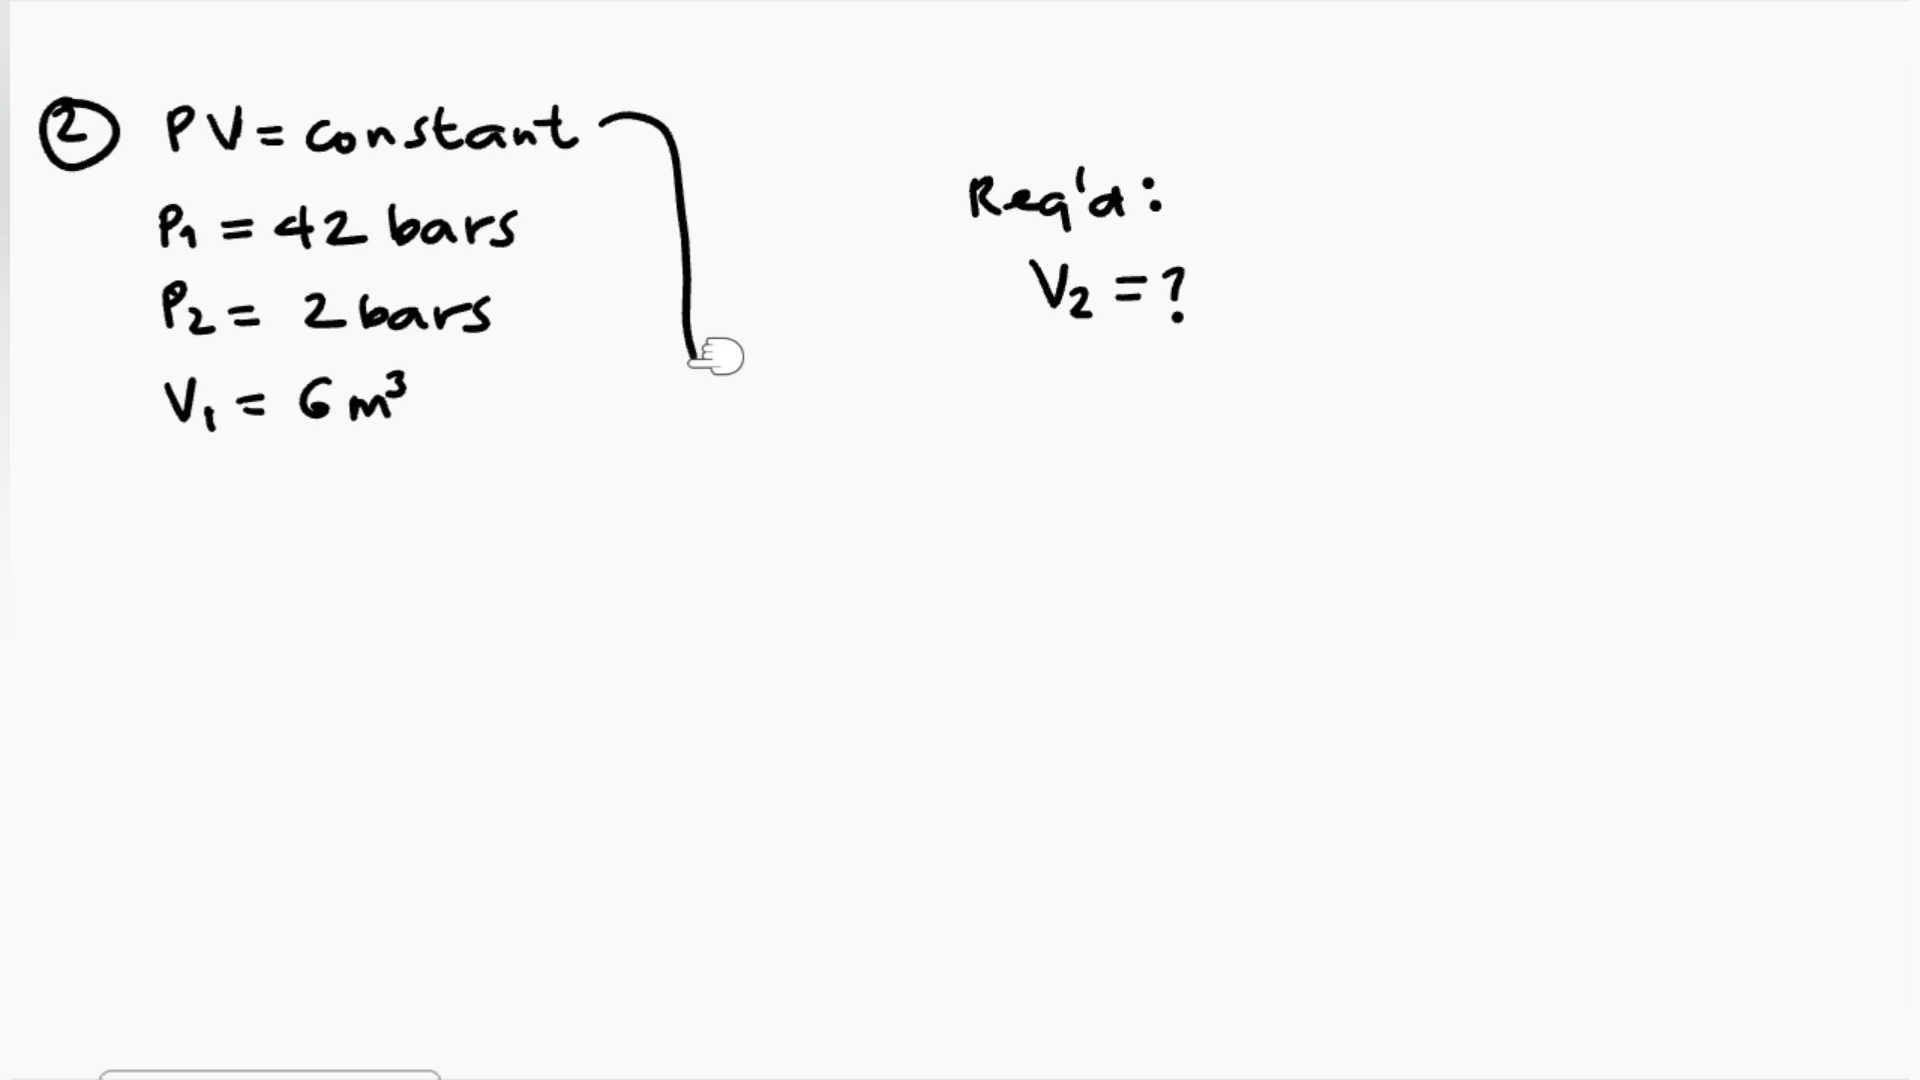 ② PV = constant
P₁ = 42 bars
P₂ = 2 bars
V₁ = 6 m³
Req'd :
V₂ = ?